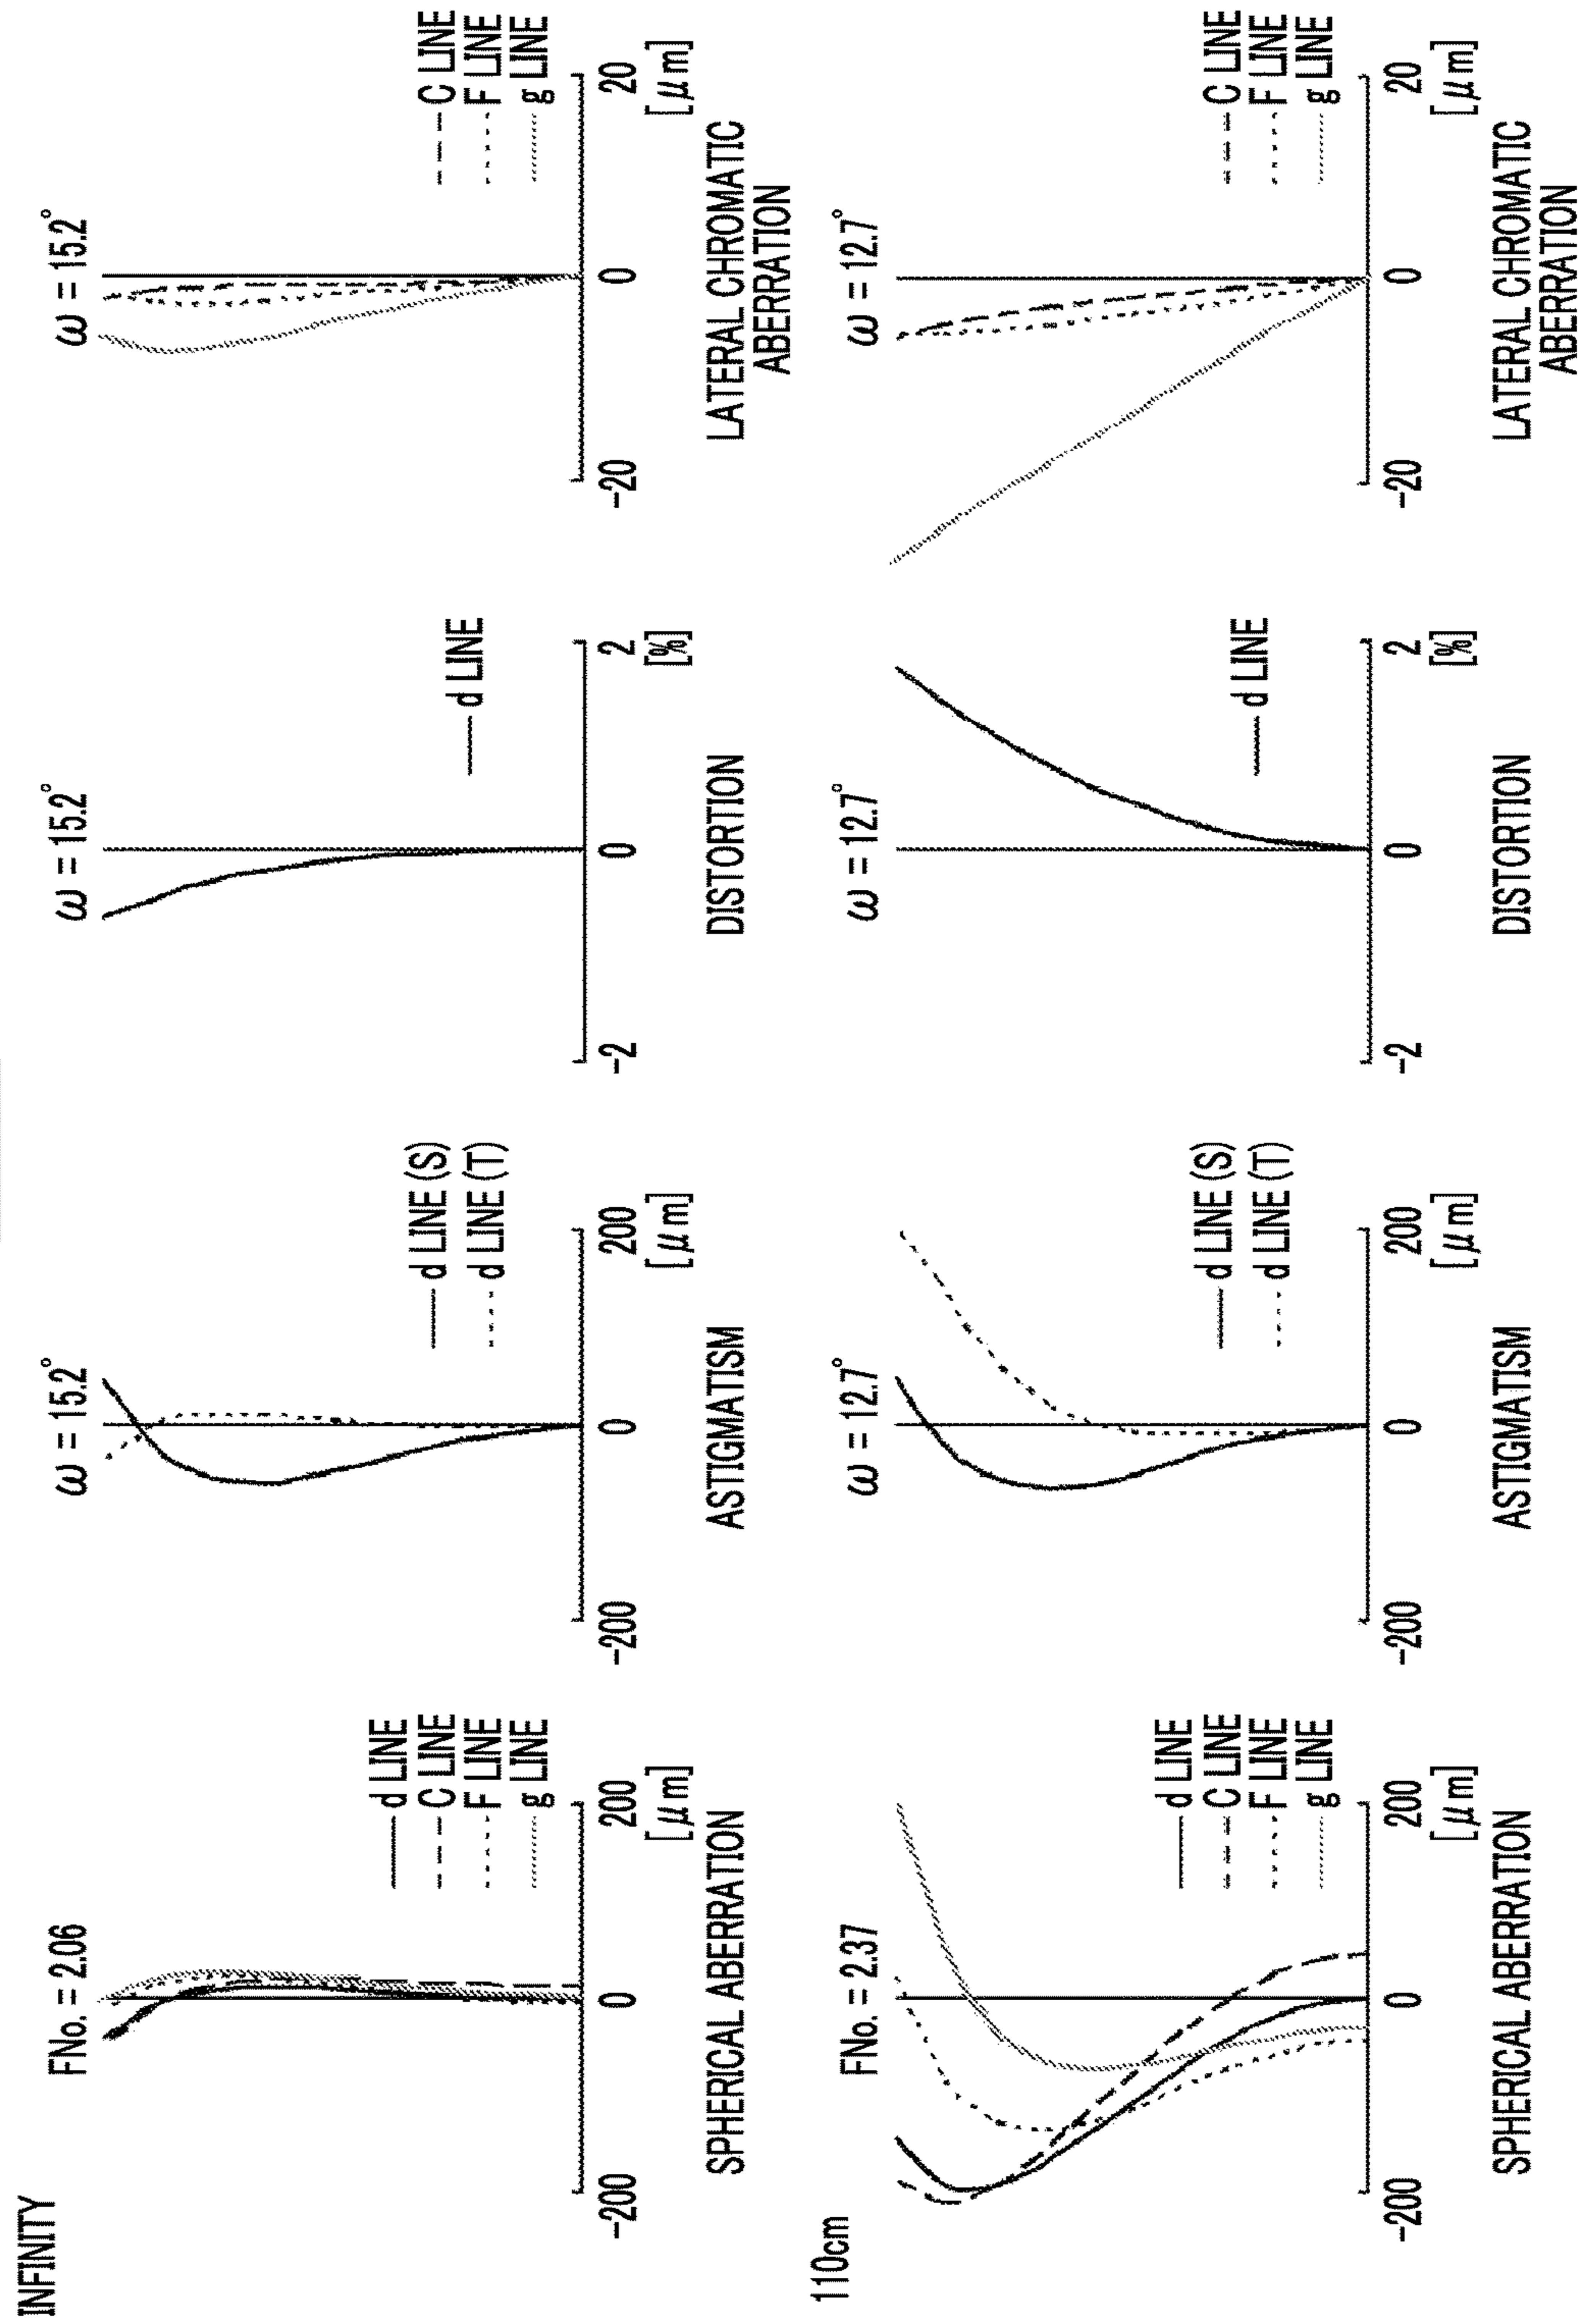 INFINITY
FNo. = 2.06
d LINE
C LINE
F LINE
g LINE
-200
0
200
[μm]
SPHERICAL ABERRATION
ω = 15.2°
d LINE (S)
d LINE (T)
-200
0
200
[μm]
ASTIGMATISM
ω = 15.2°
d LINE
-2
0
2
[%]
DISTORTION
ω = 15.2°
C LINE
F LINE
g LINE
-20
0
20
[μm]
LATERAL CHROMATIC
ABERRATION
110cm
FNo. = 2.37
d LINE
C LINE
F LINE
g LINE
-200
0
200
[μm]
SPHERICAL ABERRATION
ω = 12.7°
d LINE (S)
d LINE (T)
-200
0
200
[μm]
ASTIGMATISM
ω = 12.7°
d LINE
-2
0
2
[%]
DISTORTION
ω = 12.7°
C LINE
F LINE
g LINE
-20
0
20
[μm]
LATERAL CHROMATIC
ABERRATION